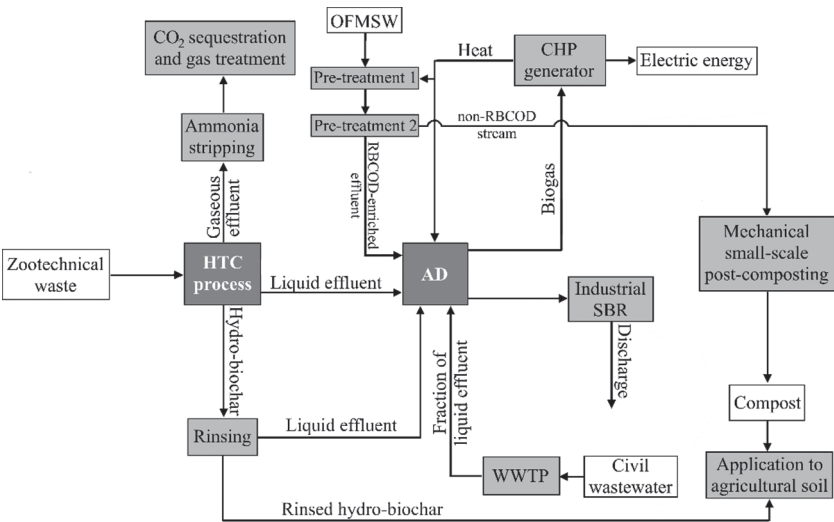 OFMSW
CO₂ sequestration
and gas treatment
Heat
CHP
generator
Electric energy
Pre-treatment 1
Pre-treatment 2
non-RBCOD
stream
Ammonia
stripping
RBCOD-enriched
effluent
Biogas
Gaseous
effluent
Mechanical
small-scale
post-composting
Zootechnical
waste
HTC
process
Liquid effluent
AD
Industrial
SBR
Hydro-biochar
Discharge
Fraction of
liquid effluent
Compost
Rinsing
Liquid effluent
WWTP
Civil
wastewater
Application to
agricultural soil
Rinsed hydro-biochar